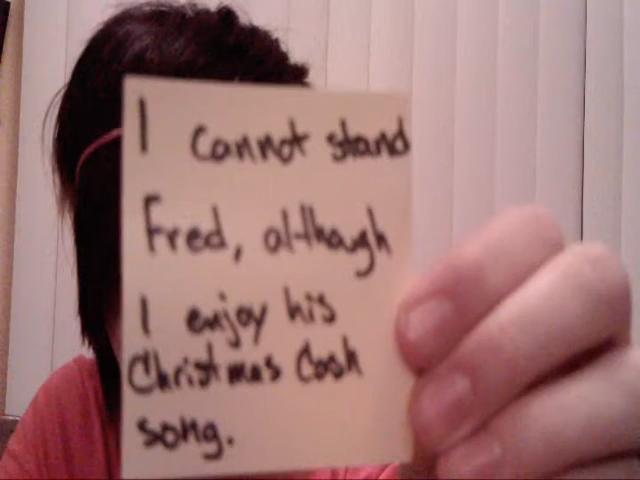 I cannot stand
Fred, although
I enjoy his
Christmas Cash
song.